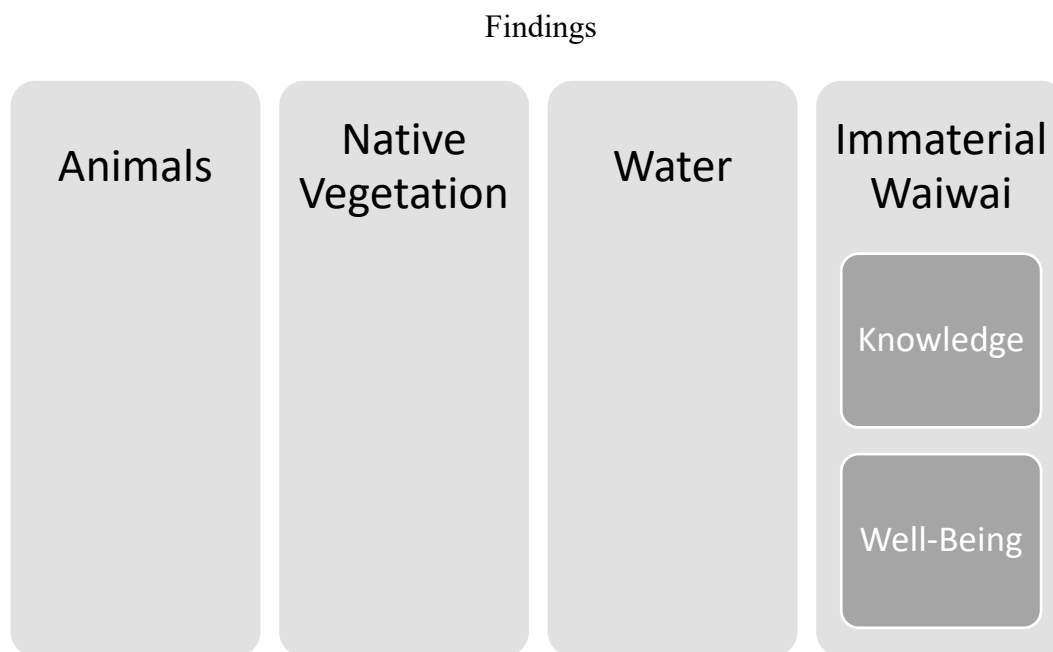 Findings
Animals
Native
Vegetation
Water
Immaterial
Waiwai
Knowledge
Well-Being